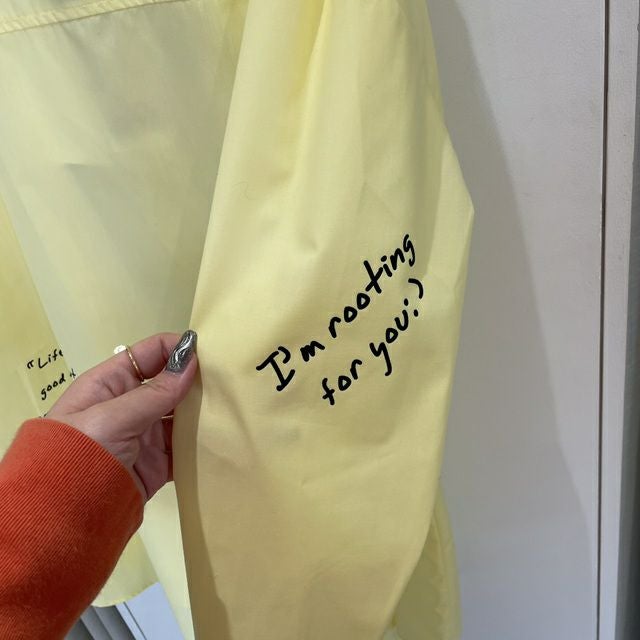 I'm rooting
for you:)
"Life
good